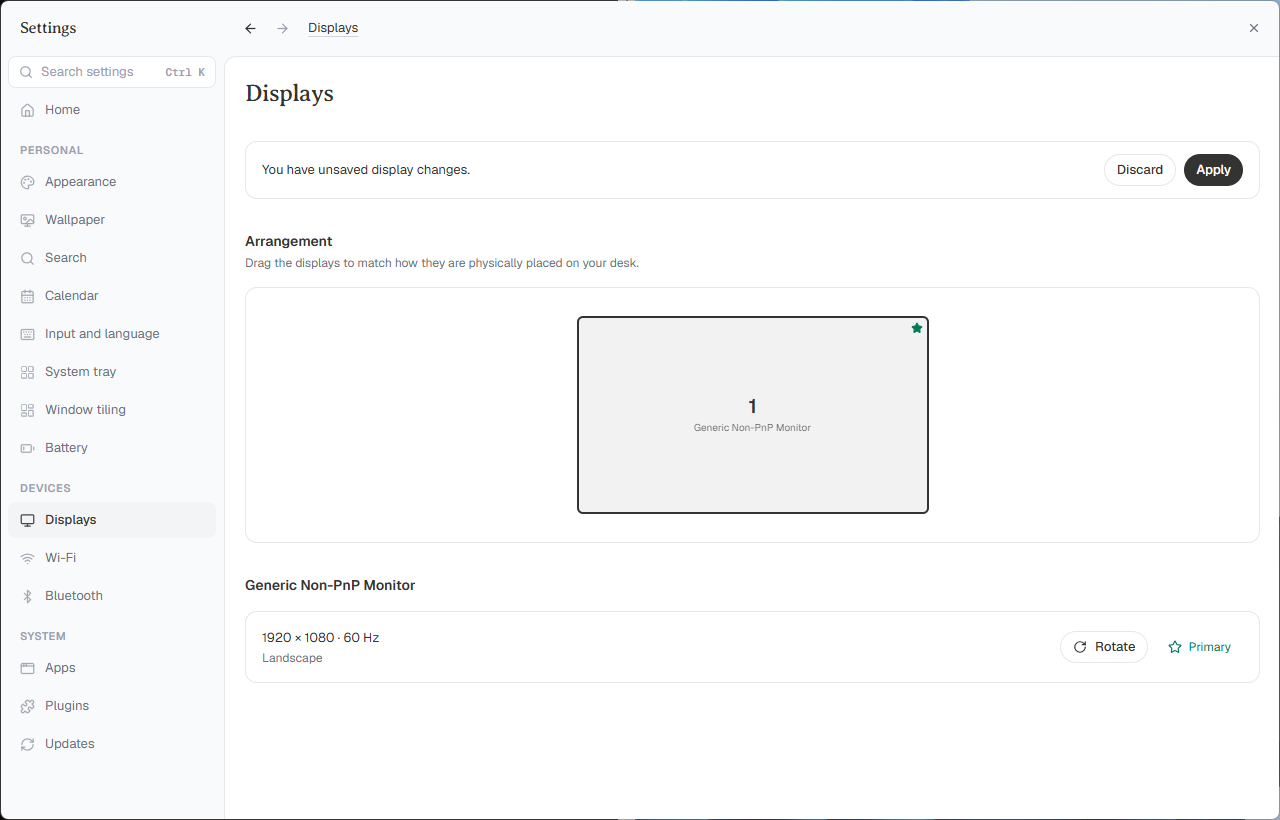 Settings
Displays
Search settings
Ctrl K
Home
PERSONAL
Appearance
Wallpaper
Search
Calendar
Input and language
System tray
Window tiling
Battery
DEVICES
Displays
Wi-Fi
Bluetooth
SYSTEM
Apps
Plugins
Updates
Displays
You have unsaved display changes.
Discard
Apply
Arrangement
Drag the displays to match how they are physically placed on your desk.
1
Generic Non-PnP Monitor
Generic Non-PnP Monitor
1920 × 1080 · 60 Hz
Landscape
Rotate
Primary